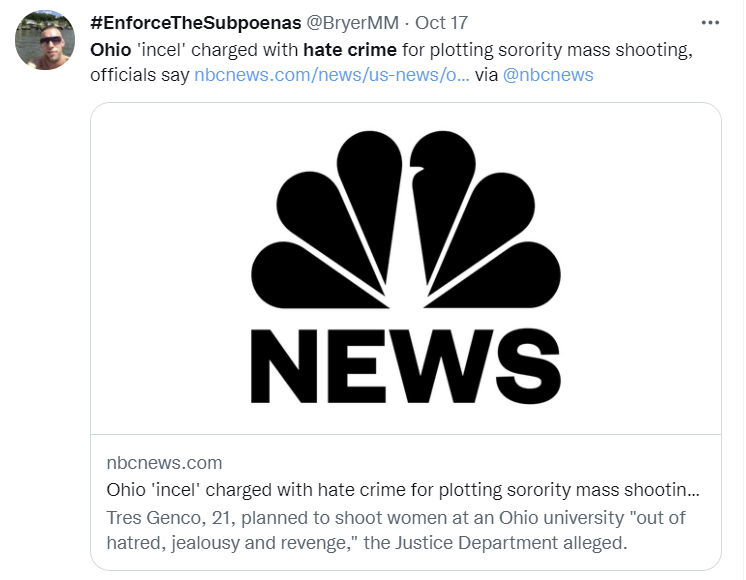 #EnforceTheSubpoenas @BryerMM · Oct 17
Ohio 'incel' charged with hate crime for plotting sorority mass shooting,
officials say nbcnews.com/news/us-news/o... via @nbcnews
NEWS
nbcnews.com
Ohio 'incel' charged with hate crime for plotting sorority mass shootin...
Tres Genco, 21, planned to shoot women at an Ohio university "out of
hatred, jealousy and revenge," the Justice Department alleged.